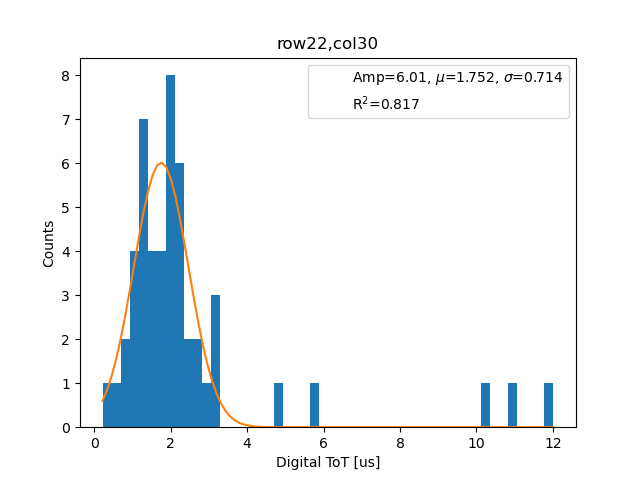 row22,col30
Amp=6.01, μ=1.752, σ=0.714
R²=0.817
Counts
8
7
6
5
4
3
2
1
0
0 2 4 6 8 10 12
Digital ToT [us]